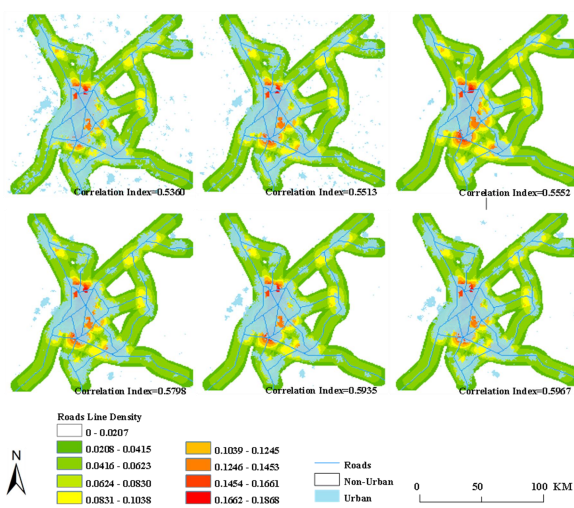 Correlation Index=0.5360
Correlation Index=0.5513
Correlation Index=0.5552
Correlation Index=0.5798
Correlation Index=0.5935
Correlation Index=0.5967
Roads Line Density
0 - 0.0207
0.0208 - 0.0415
0.0416 - 0.0623
0.0624 - 0.0830
0.0831 - 0.1038
0.1039 - 0.1245
0.1246 - 0.1453
0.1454 - 0.1661
0.1662 - 0.1868
N
Roads
Non-Urban
Urban
0 50 100 KM